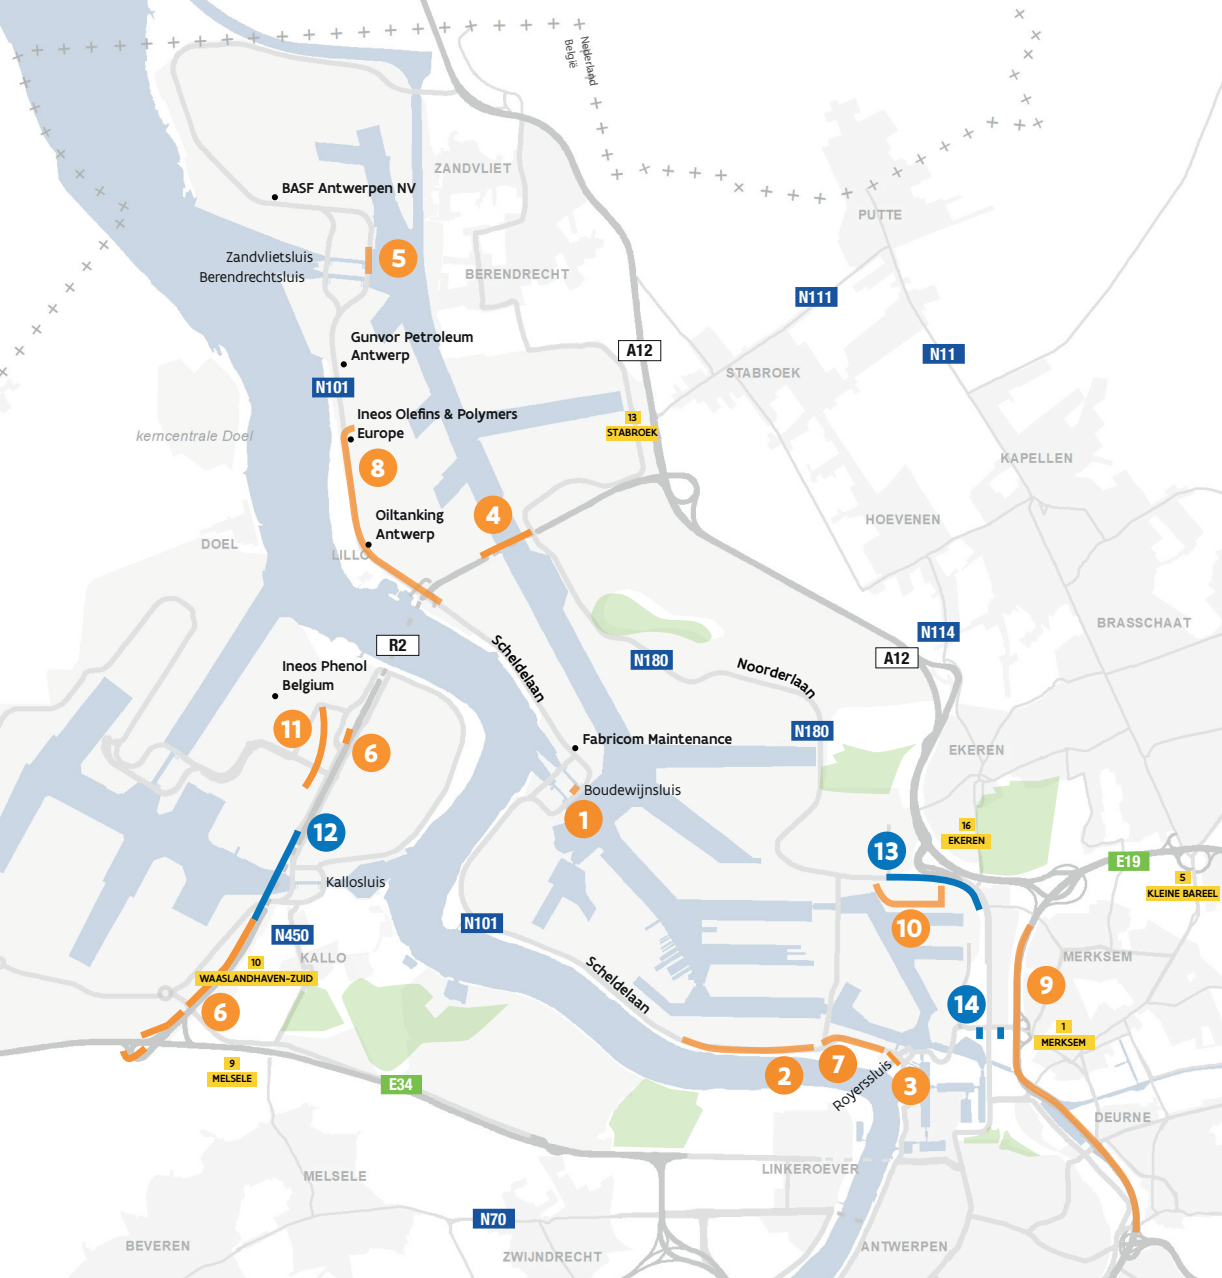 Nederland
België
ZANDVLIET
BASF Antwerpen NV
PUTTE
Zandvlietsluis
Berendrechtsluis
5
BERENDRECHT
N111
Gunvor Petroleum
Antwerp
A12
N11
STABROEK
N101
Ineos Olefins & Polymers
Europe
13
STABROEK
kerncentrale Doel
8
KAPELLEN
4
Oiltanking
Antwerp
HOEVENEN
DOEL
LILLO
BRASSCHAAT
N114
R2
A12
Scheldelaan
N180
Noorderlaan
Ineos Phenol
Belgium
11
6
N180
Fabricom Maintenance
EKEREN
Boudewijnsluis
1
12
16
EKEREN
13
E19
5
KLEINE BAREEL
Kallosluis
N101
10
N450
KALLO
MERKSEM
10
WAASLANDHAVEN-ZUID
Scheldelaan
9
6
14
1
MERKSEM
9
MELSELE
E34
2
7
3
Royerssluis
DEURNE
LINKEROEVER
MELSELE
N70
BEVEREN
ZWIJNDRECHT
ANTWERPEN